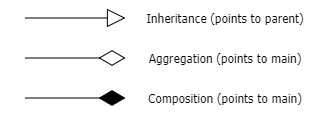 Inheritance (points to parent)
Aggregation (points to main)
Composition (points to main)